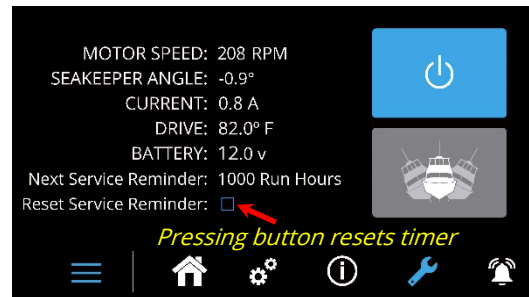 MOTOR SPEED: 208 RPM
SEAKEEPER ANGLE: -0.9°
CURRENT: 0.8 A
DRIVE: 82.0° F
BATTERY: 12.0 v
Next Service Reminder: 1000 Run Hours
Reset Service Reminder:
Pressing button resets timer